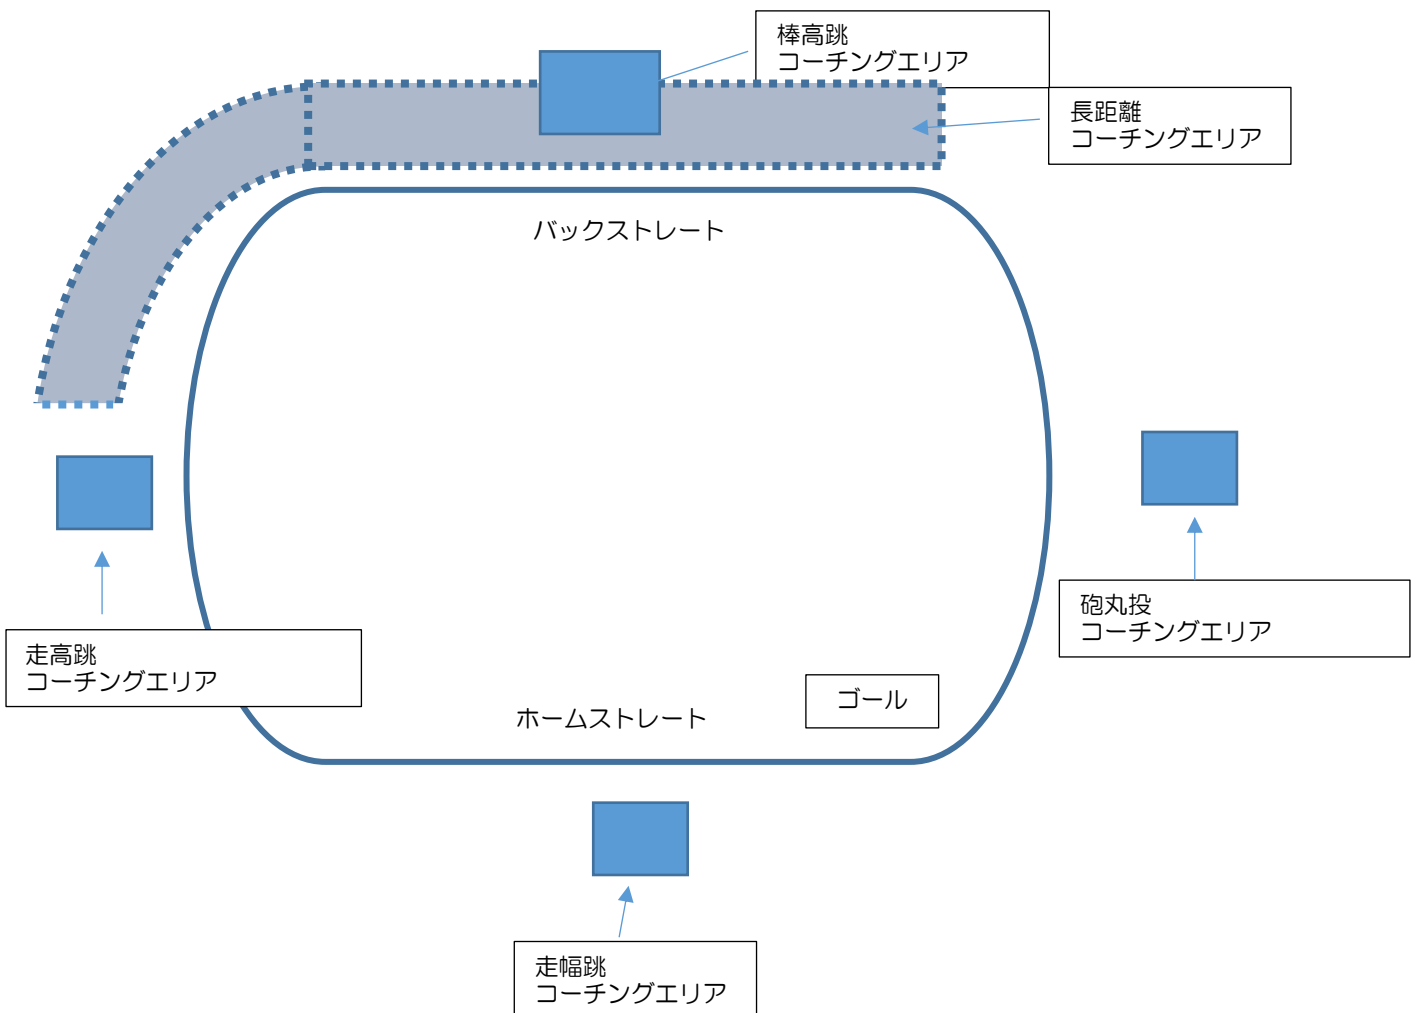 棒高跳
コーチングエリア
長距離
コーチングエリア
バックストレート
砲丸投
コーチングエリア
走高跳
コーチングエリア
ゴール
ホームストレート
走幅跳
コーチングエリア